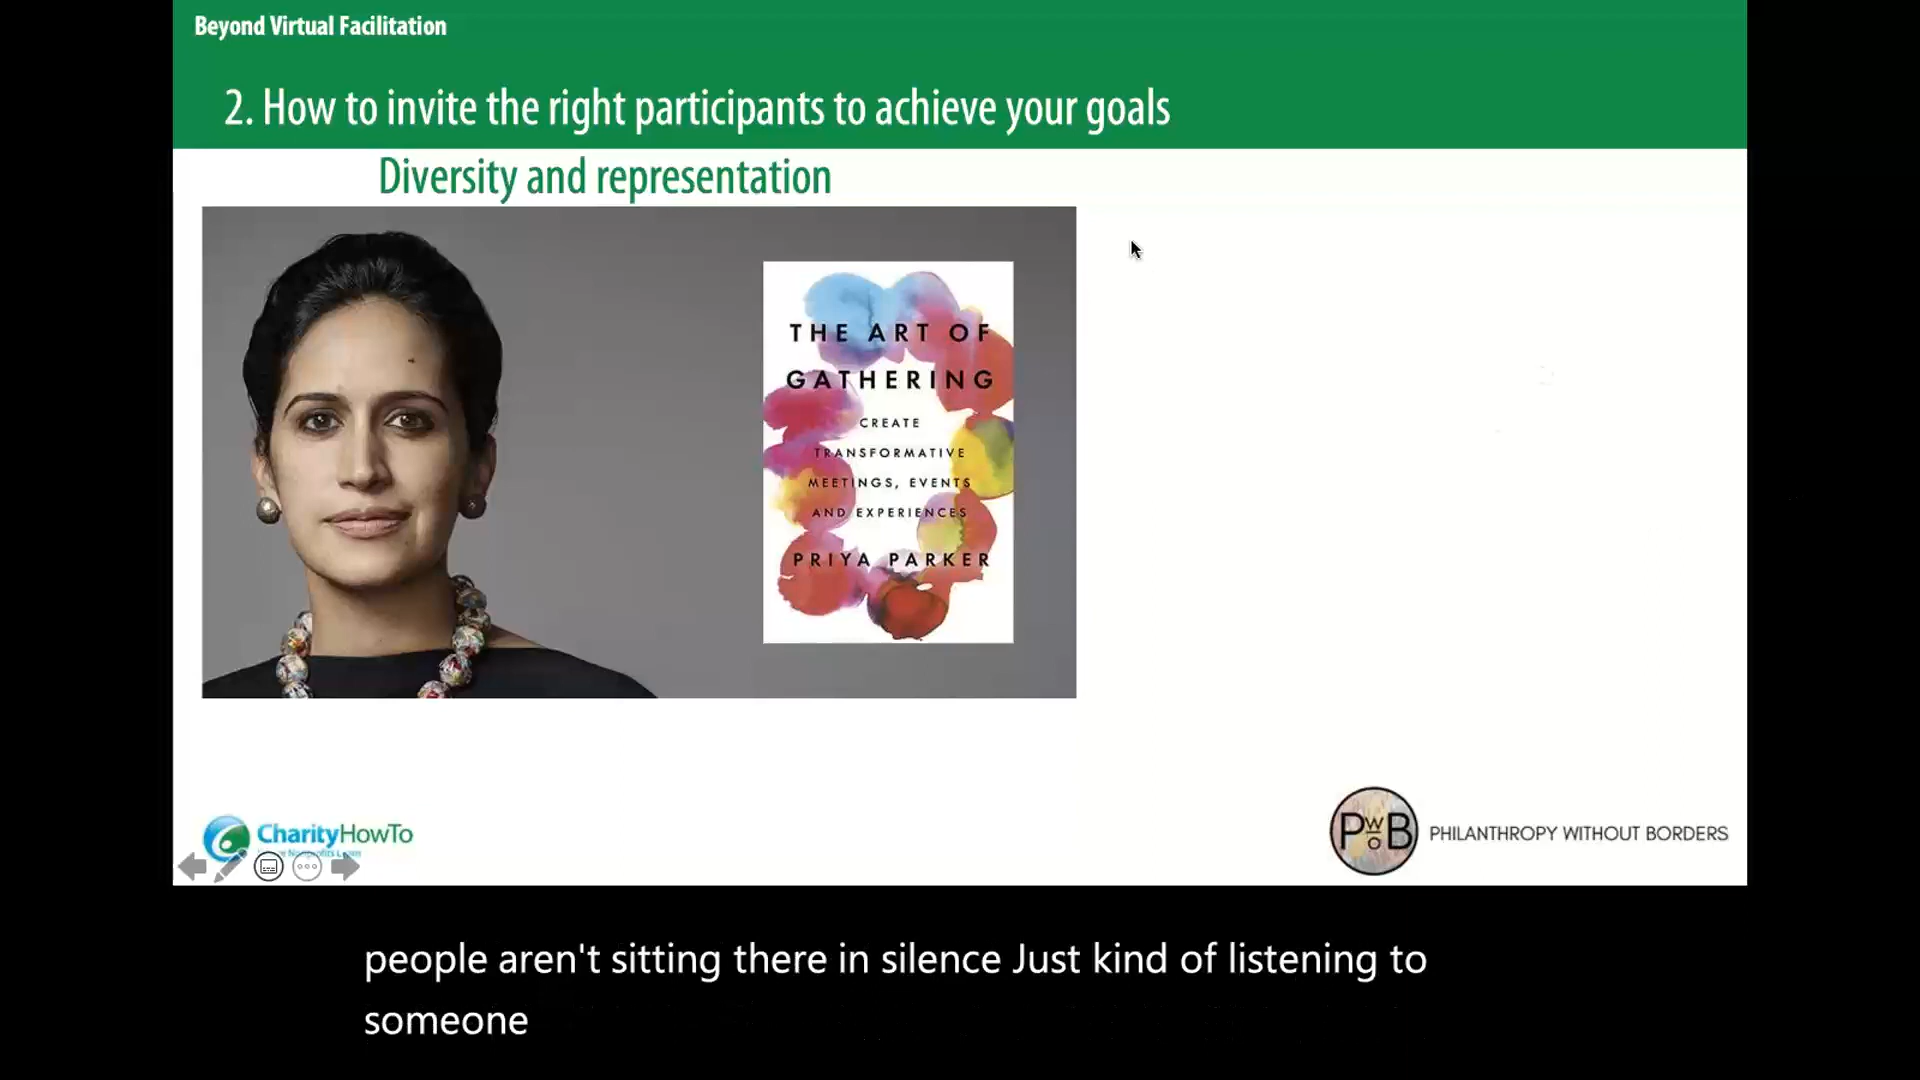 Beyond Virtual Facilitation
2. How to invite the right participants to achieve your goals
Diversity and representation
THE ART OF
GATHERING
CREATE
TRANSFORMATIVE
MEETINGS, EVENTS
AND EXPERIENCES
PRIYA PARKER
CharityHowTo
PWoB
PHILANTHROPY WITHOUT BORDERS
people aren't sitting there in silence Just kind of listening to
someone